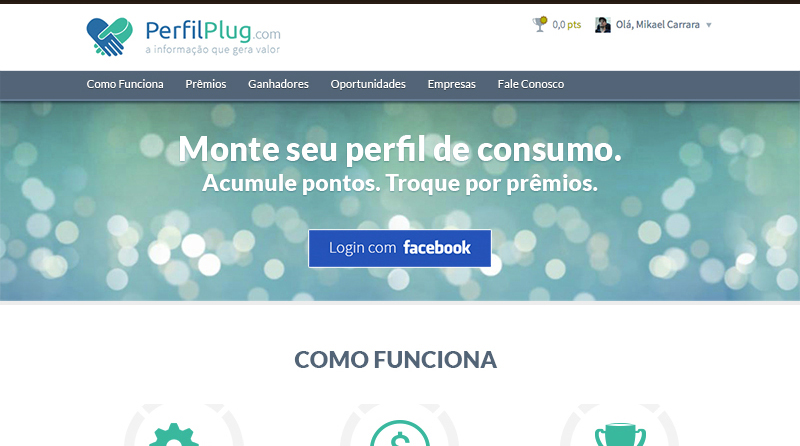 PerfilPlug.com
a informação que gera valor
0,0 pts
Olá, Mikael Carrara
Como Funciona
Prêmios
Ganhadores
Oportunidades
Empresas
Fale Conosco
Monte seu perfil de consumo.
Acumule pontos. Troque por prêmios.
Login com facebook
COMO FUNCIONA
$